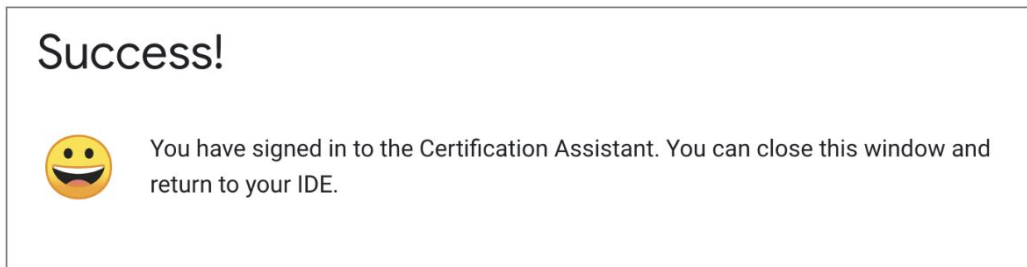 Success!
You have signed in to the Certification Assistant. You can close this window and
return to your IDE.